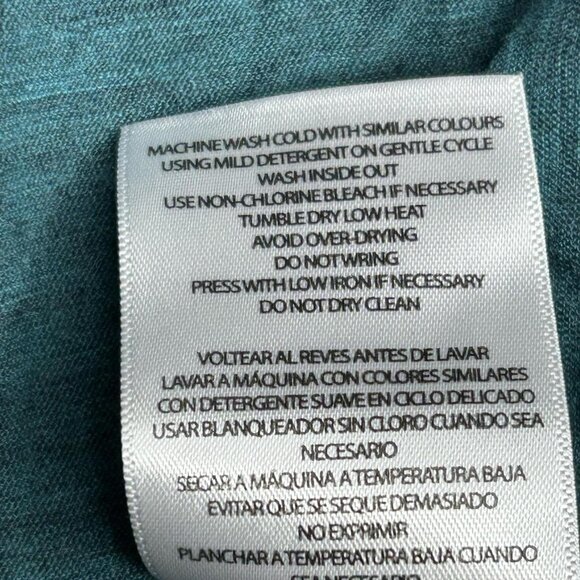 MACHINE WASH COLD WITH SIMILAR COLOURS
USING MILD DETERGENT ON GENTLE CYCLE
WASH INSIDE OUT
USE NON-CHLORINE BLEACH IF NECESSARY
TUMBLE DRY LOW HEAT
AVOID OVER-DRYING
DO NOT WRING
PRESS WITH LOW IRON IF NECESSARY
DO NOT DRY CLEAN
VOLTEAR AL REVES ANTES DE LAVAR
LAVAR A MÁQUINA CON COLORES SIMILARES
CON DETERGENTE SUAVE EN CICLO DELICADO
USAR BLANQUEADOR SIN CLORO CUANDO SEA
NECESARIO
SECAR A MÁQUINA A TEMPERATURA BAJA
EVITAR QUE SE SEQUE DEMASIADO
NO EXPRIMIR
PLANCHAR A TEMPERATURA BAJA CUANDO
SEA NECESARIO